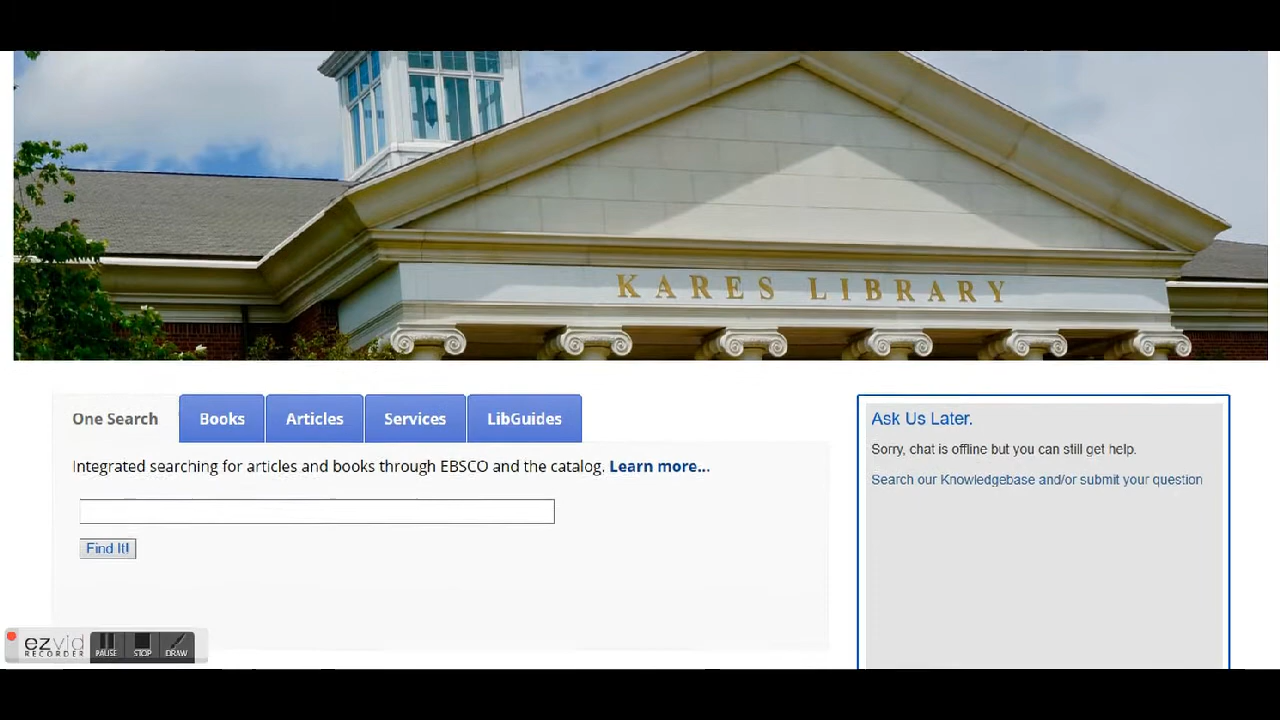 KARES LIBRARY
One Search
Books
Articles
Services
LibGuides
Integrated searching for articles and books through EBSCO and the catalog. Learn more...
Find It!
Ask Us Later.
Sorry, chat is offline but you can still get help.
Search our Knowledgebase and/or submit your question
ezvid
RECORDER
PAUSE
STOP
DRAW